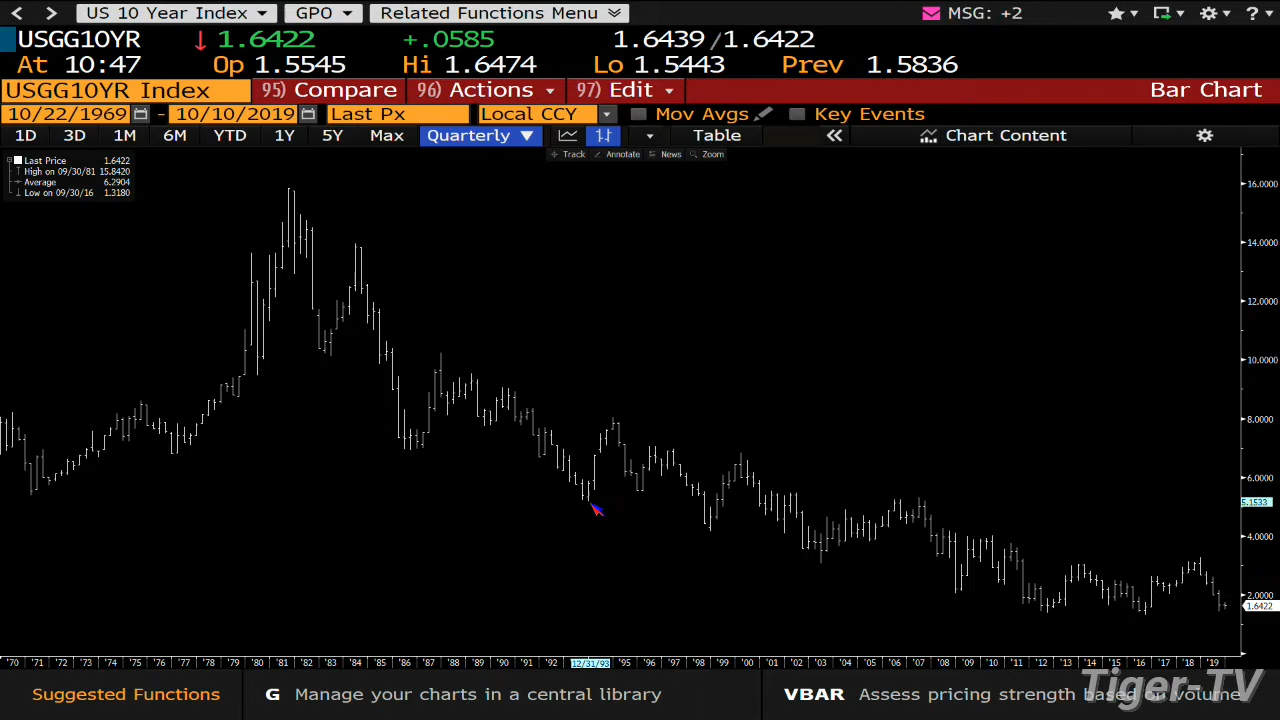 US 10 Year Index GPO Related Functions Menu MSG: +2 ?
USGG10YR ↓ 1.6422 +.0585 1.6439/1.6422
At 10:47 Op 1.5545 Hi 1.6474 Lo 1.5443 Prev 1.5836
USGG10YR Index 95) Compare 96) Actions 97) Edit Bar Chart
10/22/1969 - 10/10/2019 Last Px Local CCY Mov Avgs Key Events
1D 3D 1M 6M YTD 1Y 5Y Max Quarterly Table Chart Content
Track Annotate News Zoom
Last Price 1.6422
High on 09/30/81 15.8420
Average 6.2904
Low on 09/30/16 1.3180
16.0000
14.0000
12.0000
10.0000
8.0000
6.0000
5.1533
4.0000
2.0000
1.6422
'70 '71 '72 '73 '74 '75 '76 '77 '78 '79 '80 '81 '82 '83 '84 '85 '86 '87 '88 '89 '90 '91 '92 12/31/93 '95 '96 '97 '98 '99 '00 '01 '02 '03 '04 '05 '06 '07 '08 '09 '10 '11 '12 '13 '14 '15 '16 '17 '18 '19
Suggested Functions G Manage your charts in a central library VBAR Assess pricing strength based on volume
Tiger-TV